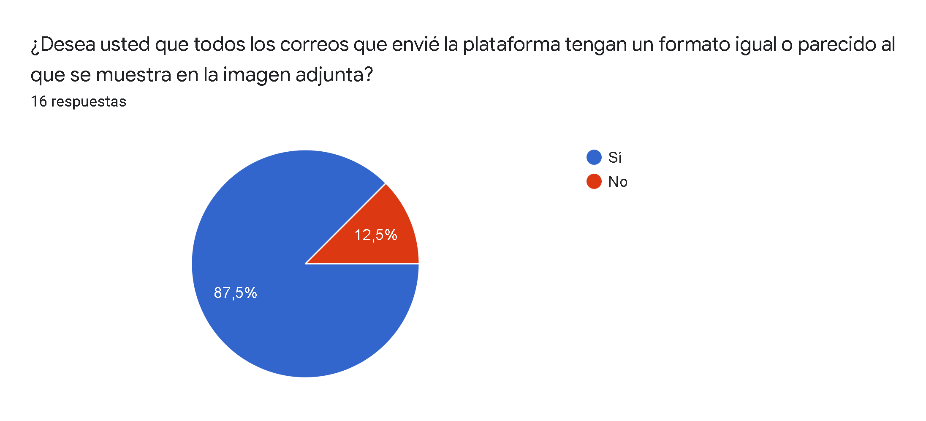 ¿Desea usted que todos los correos que envié la plataforma tengan un formato igual o parecido al
que se muestra en la imagen adjunta?
16 respuestas
Sí
No
12,5%
87,5%